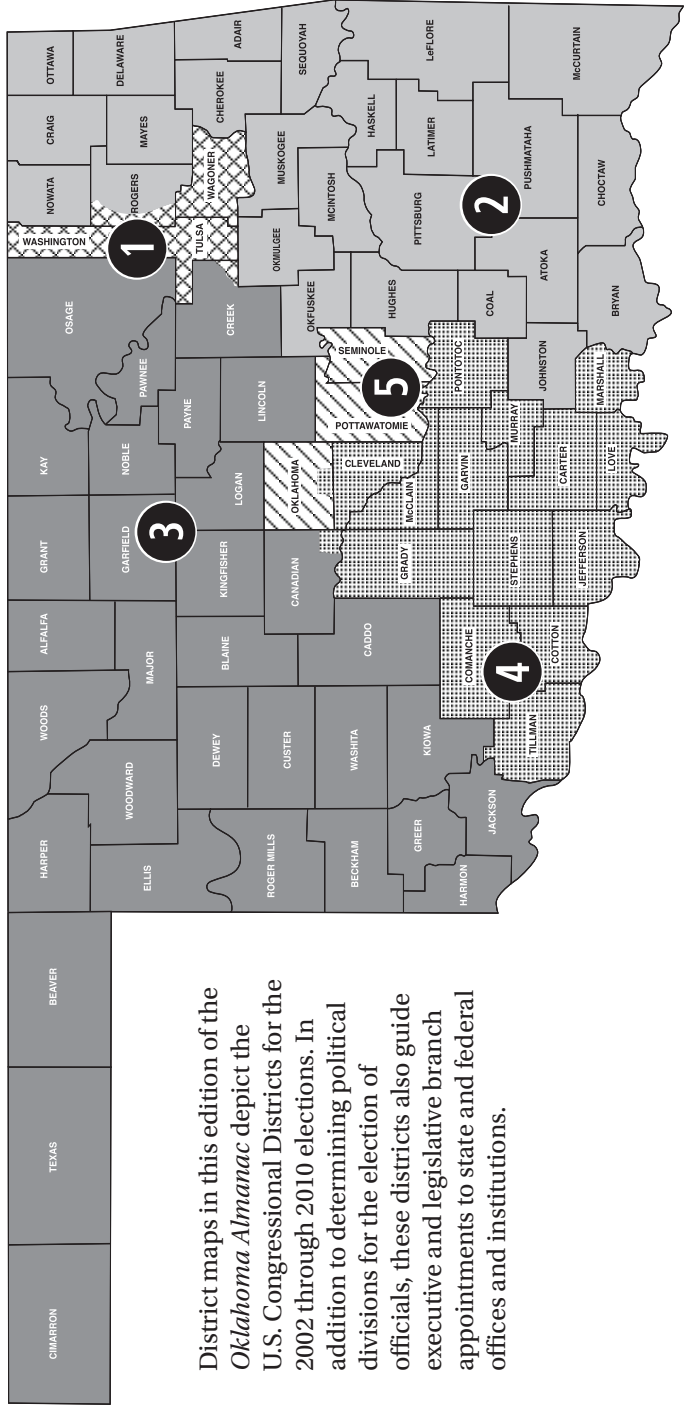 CIMARRON
TEXAS
BEAVER
HARPER
WOODS
ALFALFA
GRANT
KAY
OSAGE
WASHINGTON
NOWATA
CRAIG
OTTAWA
ELLIS
WOODWARD
MAJOR
GARFIELD
NOBLE
PAWNEE
ROGERS
MAYES
DELAWARE
1
3
ROGER MILLS
DEWEY
BLAINE
KINGFISHER
LOGAN
PAYNE
CREEK
TULSA
WAGONER
CHEROKEE
ADAIR
CUSTER
CANADIAN
OKLAHOMA
LINCOLN
OKMULGEE
MUSKOGEE
SEQUOYAH
BECKHAM
WASHITA
CADDO
GRADY
McCLAIN
CLEVELAND
POTTAWATOMIE
SEMINOLE
5
OKFUSKEE
MCINTOSH
HASKELL
LeFLORE
HARMON
GREER
KIOWA
COMANCHE
GARVIN
PONTOTOC
HUGHES
PITTSBURG
LATIMER
2
JACKSON
TILLMAN
4
COTTON
STEPHENS
MURRAY
JOHNSTON
COAL
ATOKA
PUSHMATAHA
McCURTAIN
JEFFERSON
CARTER
LOVE
MARSHALL
BRYAN
CHOCTAW
District maps in this edition of the
Oklahoma Almanac depict the
U.S. Congressional Districts for the
2002 through 2010 elections. In
addition to determining political
divisions for the election of
officials, these districts also guide
executive and legislative branch
appointments to state and federal
offices and institutions.